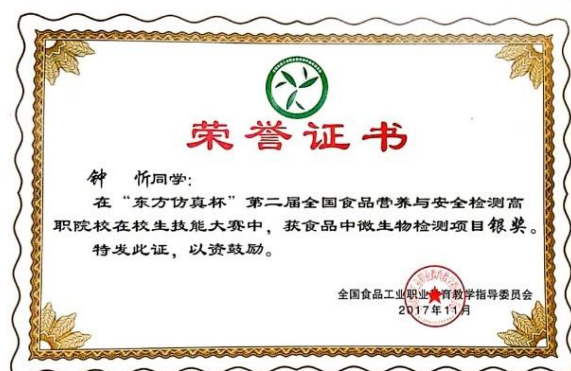 荣誉证书
钟　忻同学：
在“东方仿真杯”第二届全国食品营养与安全检测高
职院校在校生技能大赛中，获食品中微生物检测项目银奖。
特发此证，以资鼓励。
全国食品工业职业教育教学指导委员会
2017年11月